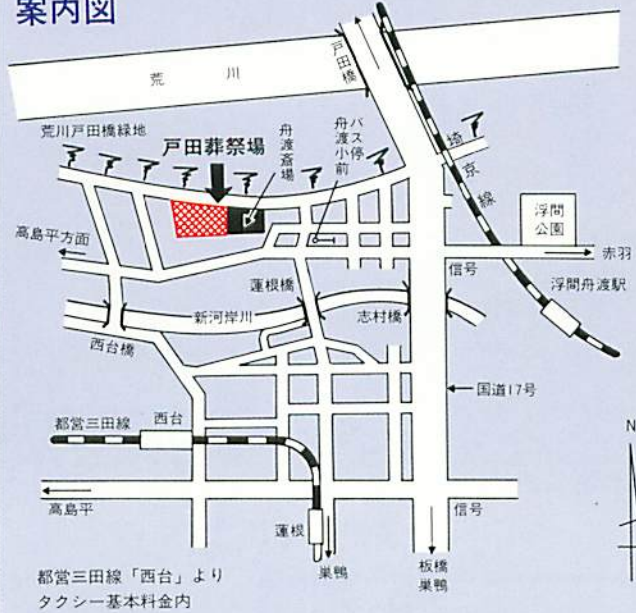 案内図
荒川
戸田橋
荒川戸田橋緑地
戸田葬祭場
舟渡斎場
バス停
舟渡小前
埼京線
浮間
公園
高島平方面
赤羽
信号
浮間舟渡駅
蓮根橋
新河岸川
志村橋
西台橋
国道17号
都営三田線
西台
N
高島平
信号
蓮根
巣鴨
板橋
巣鴨
都営三田線「西台」より
タクシー基本料金内